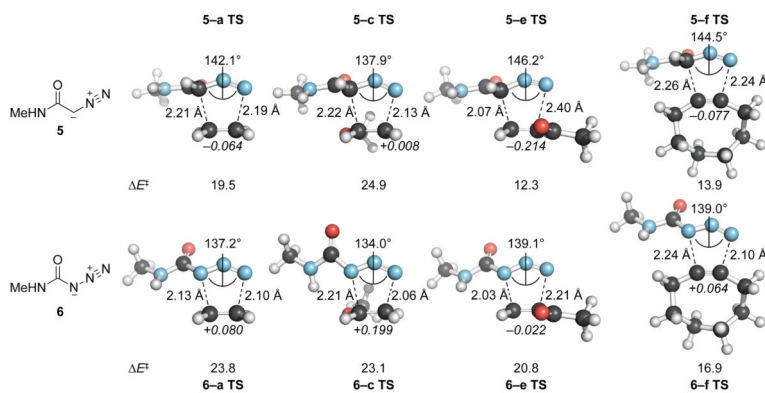 5–a TS 5–c TS 5–e TS 5–f TS
142.1° 137.9° 146.2° 144.5°
O
MeHN
N
+
N
–
5
2.21 Å 2.19 Å 2.22 Å 2.13 Å 2.07 Å 2.40 Å 2.26 Å 2.24 Å
–0.064 +0.008 –0.214 –0.077
ΔE‡ 19.5 24.9 12.3 13.9
137.2° 134.0° 139.1° 139.0°
O
MeHN
N
–
N
+
N
6
2.13 Å 2.10 Å 2.21 Å 2.06 Å 2.03 Å 2.21 Å 2.24 Å 2.10 Å
+0.080 +0.199 –0.022 +0.064
ΔE‡ 23.8 23.1 20.8 16.9
6–a TS 6–c TS 6–e TS 6–f TS